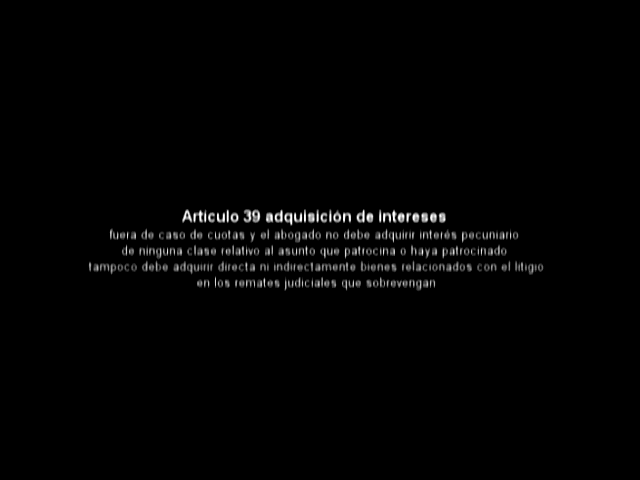 Artículo 39 adquisición de intereses
fuera de caso de cuotas y el abogado no debe adquirir interés pecuniario
de ninguna clase relativo al asunto que patrocina o haya patrocinado
tampoco debe adquirir directa ni indirectamente bienes relacionados con el litigio
en los remates judiciales que sobrevengan